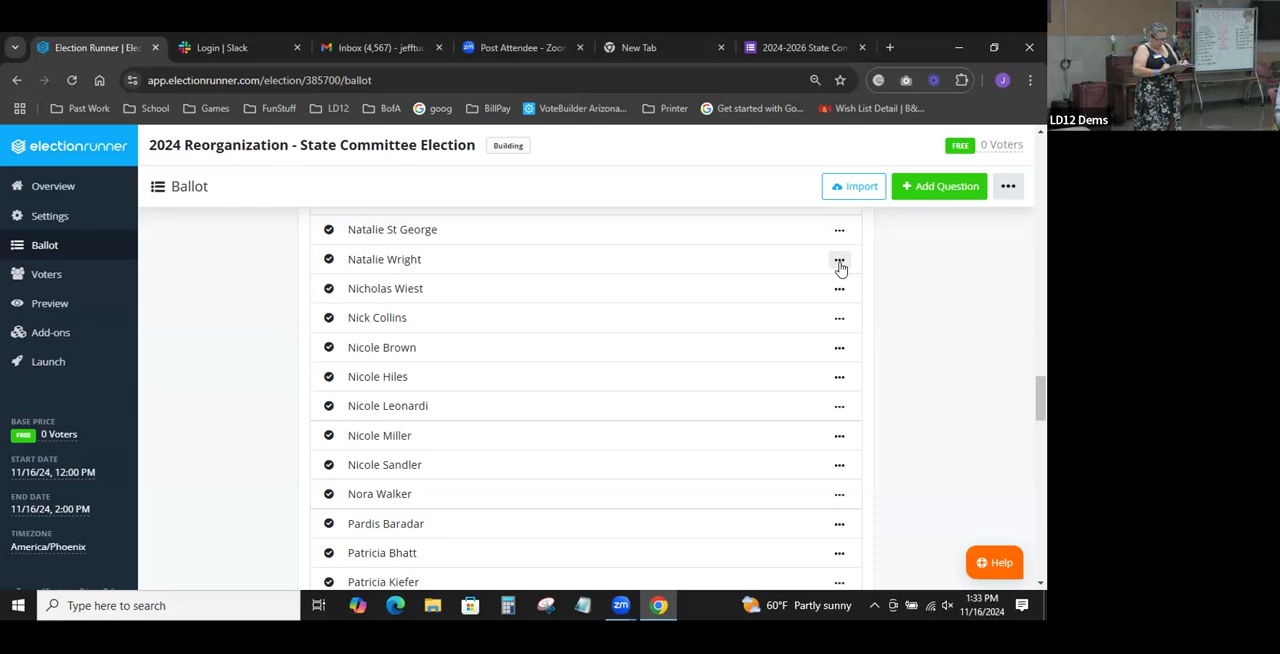 Election Runner | Elec
Login | Slack
Inbox (4,567) - jefftuc
Post Attendee - Zoom
New Tab
2024-2026 State Com
app.electionrunner.com/election/385700/ballot
J
Past Work
School
Games
FunStuff
LD12
BofA
goog
BillPay
VoteBuilder Arizona...
Printer
Get started with Go...
Wish List Detail | B&...
LD12 Dems
electionrunner
2024 Reorganization - State Committee Election
Building
FREE 0 Voters
Overview
Ballot
Import
+ Add Question
Settings
Ballot
Voters
Preview
Add-ons
Launch
BASE PRICE
FREE 0 Voters
START DATE
11/16/24, 12:00 PM
END DATE
11/16/24, 2:00 PM
TIMEZONE
America/Phoenix
Natalie St George
Natalie Wright
Nicholas Wiest
Nick Collins
Nicole Brown
Nicole Hiles
Nicole Leonardi
Nicole Miller
Nicole Sandler
Nora Walker
Pardis Baradar
Patricia Bhatt
Patricia Kiefer
Help
Type here to search
zm
60°F Partly sunny
1:33 PM
11/16/2024